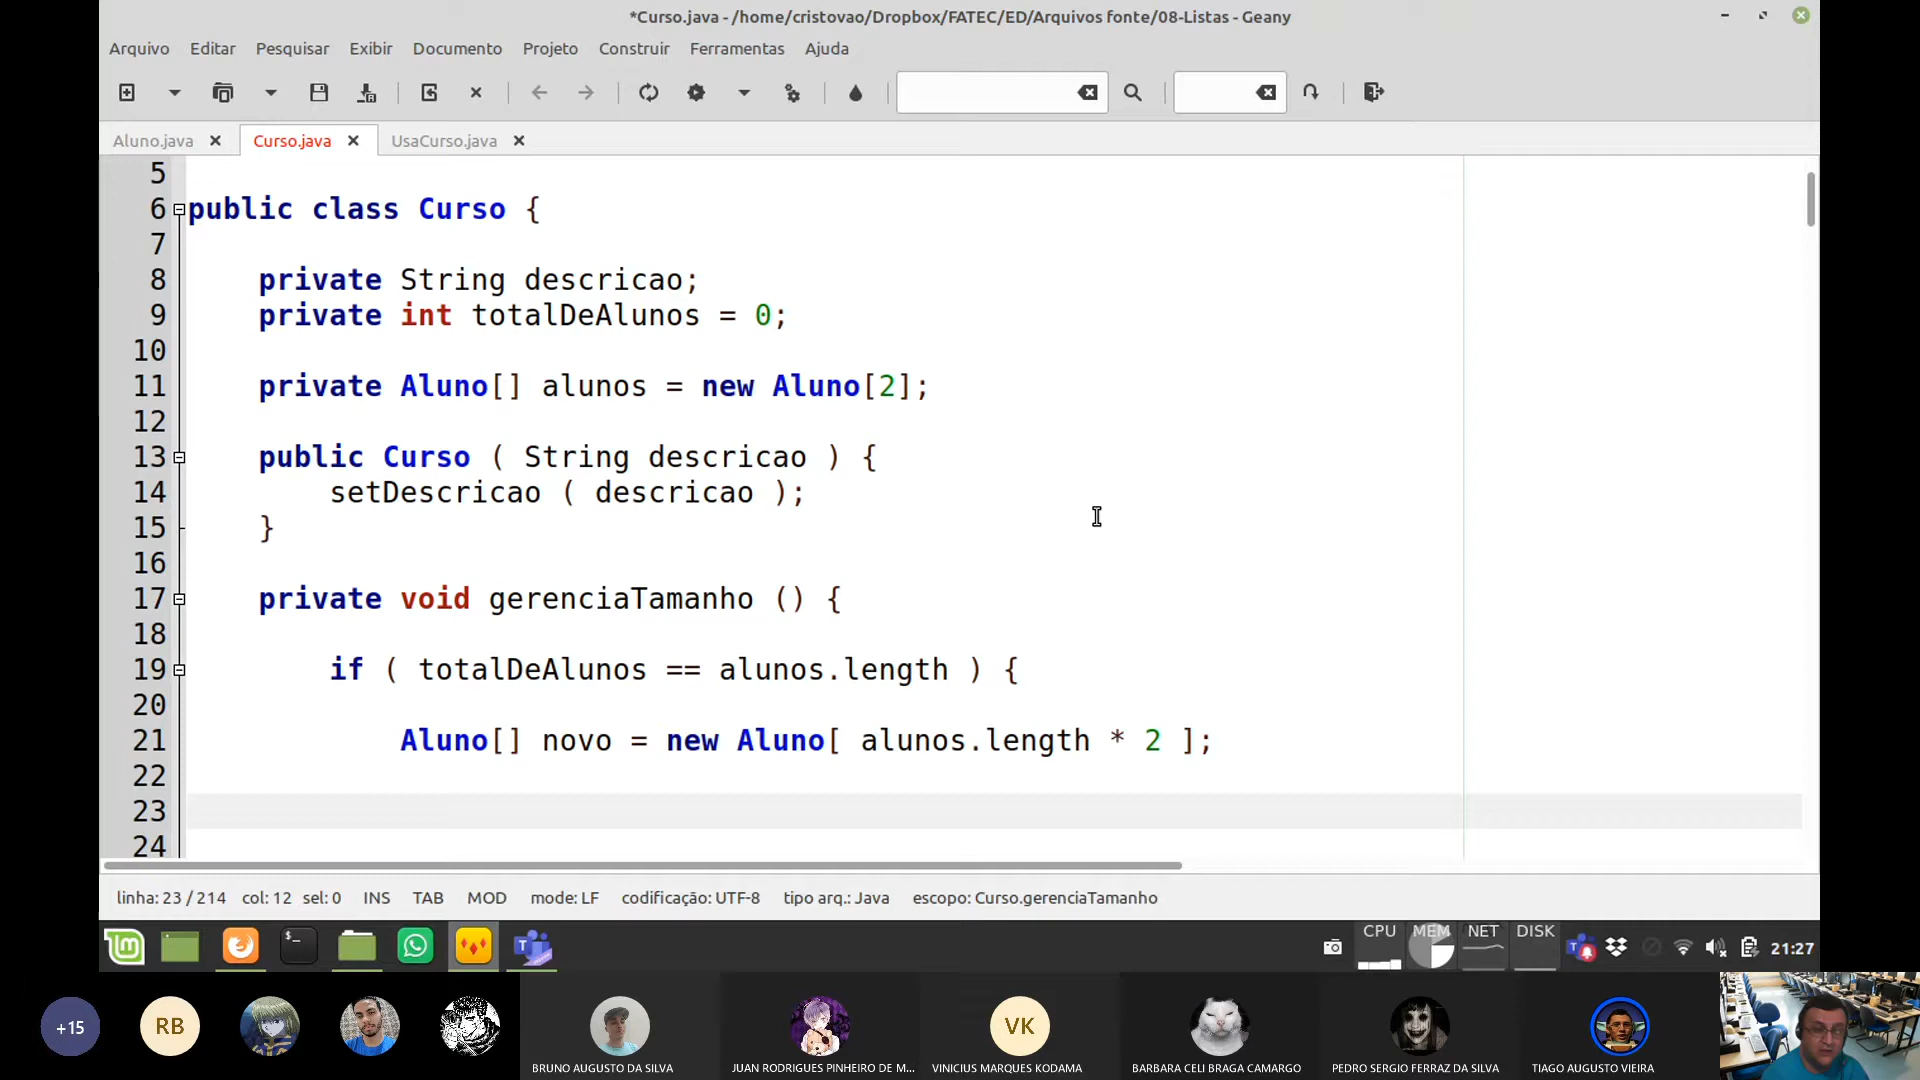 *Curso.java - /home/cristovao/Dropbox/FATEC/ED/Arquivos fonte/08-Listas - Geany
Arquivo Editar Pesquisar Exibir Documento Projeto Construir Ferramentas Ajuda
Aluno.java Curso.java UsaCurso.java
5
6 public class Curso {
7
8 private String descricao;
9 private int totalDeAlunos = 0;
10
11 private Aluno[] alunos = new Aluno[2];
12
13 public Curso ( String descricao ) {
14 setDescricao ( descricao );
15 }
16
17 private void gerenciaTamanho () {
18
19 if ( totalDeAlunos == alunos.length ) {
20
21 Aluno[] novo = new Aluno[ alunos.length * 2 ];
22
23
24
linha: 23 / 214 col: 12 sel: 0 INS TAB MOD mode: LF codificação: UTF-8 tipo arq.: Java escopo: Curso.gerenciaTamanho
CPU MEM NET DISK 21:27
+15 RB VK
BRUNO AUGUSTO DA SILVA JUAN RODRIGUES PINHEIRO DE M... VINICIUS MARQUES KODAMA BARBARA CELI BRAGA CAMARGO PEDRO SERGIO FERRAZ DA SILVA TIAGO AUGUSTO VIEIRA